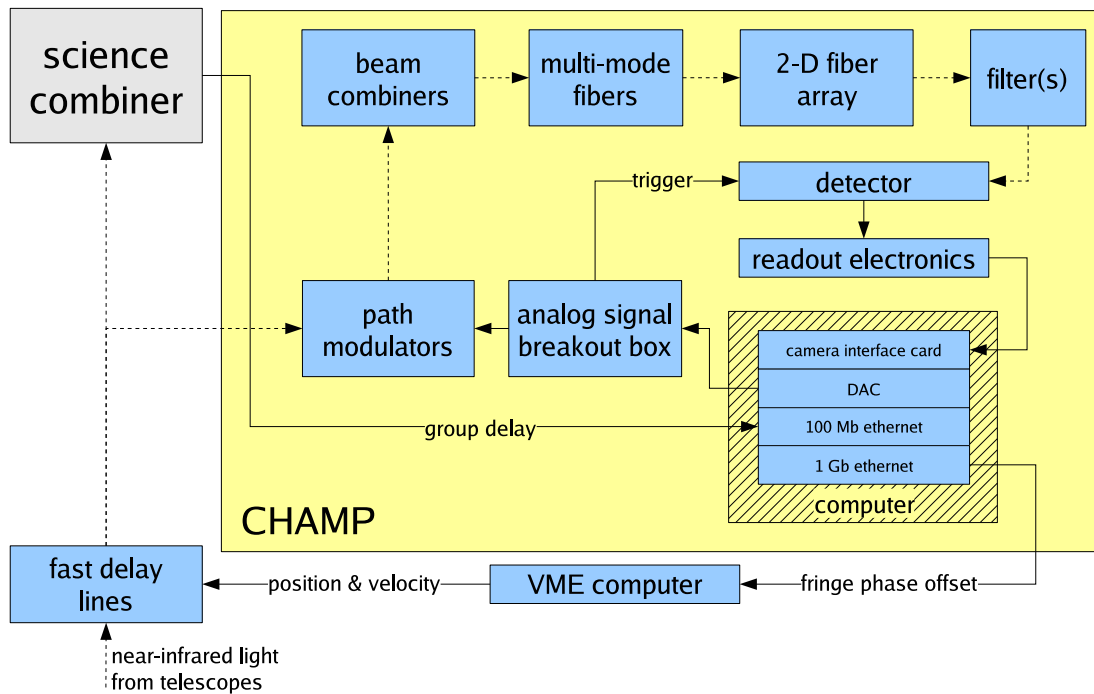 science
combiner
beam
combiners
multi-mode
fibers
2-D fiber
array
filter(s)
trigger
detector
readout electronics
path
modulators
analog signal
breakout box
camera interface card
DAC
100 Mb ethernet
1 Gb ethernet
computer
group delay
CHAMP
fast delay
lines
position & velocity
VME computer
fringe phase offset
near-infrared light
from telescopes